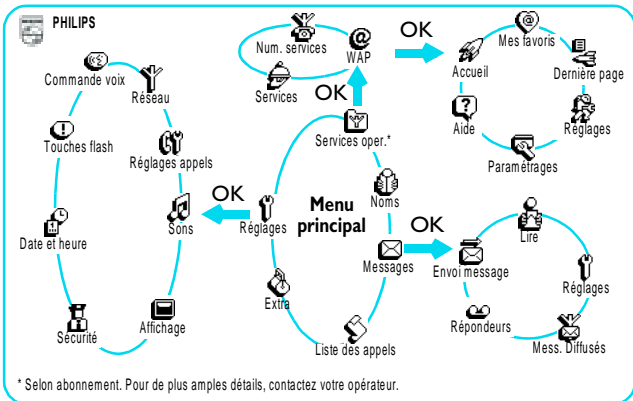 PHILIPS
Commande voix
Réseau
Touches flash
Réglages appels
Date et heure
Sons
Sécurité
Affichage
Num. services
WAP
Services
OK
OK
Services oper.*
Noms
Menu
principal
OK
Réglages
Extra
Liste des appels
Messages
OK
Accueil
Mes favoris
Dernière page
Aide
Réglages
Paramétrages
Lire
Envoi message
Réglages
Répondeurs
Mess. Diffusés
* Selon abonnement. Pour de plus amples détails, contactez votre opérateur.